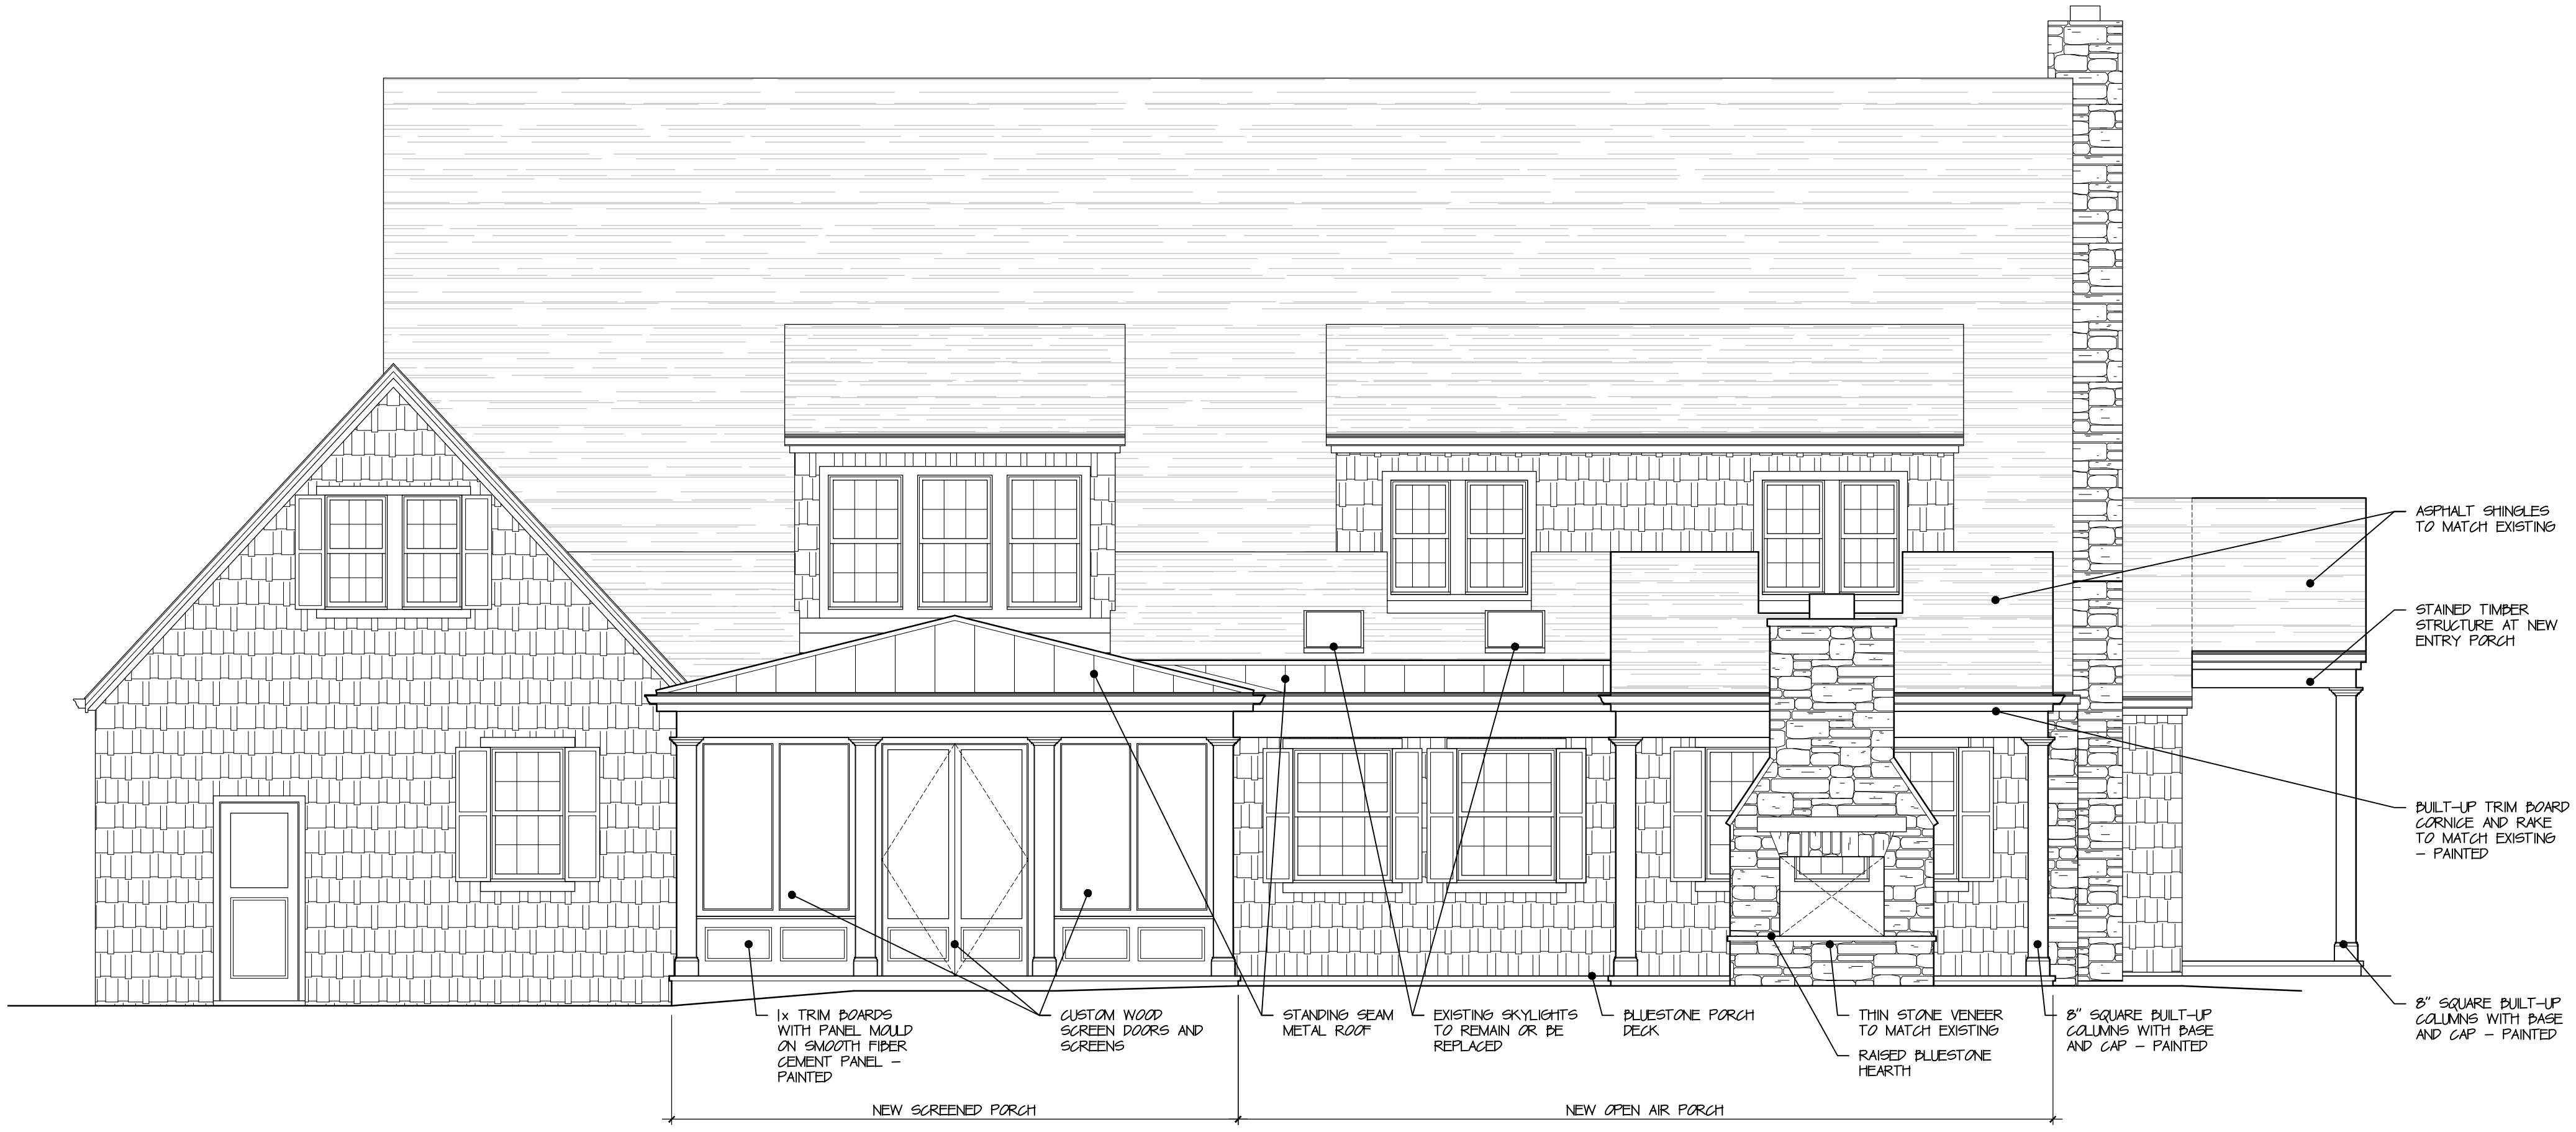 ASPHALT SHINGLES
TO MATCH EXISTING
STAINED TIMBER
STRUCTURE AT NEW
ENTRY PORCH
BUILT-UP TRIM BOARD
CORNICE AND RAKE
TO MATCH EXISTING
- PAINTED
8" SQUARE BUILT-UP
COLUMNS WITH BASE
AND CAP - PAINTED
1x TRIM BOARDS
WITH PANEL MOULD
ON SMOOTH FIBER
CEMENT PANEL -
PAINTED
CUSTOM WOOD
SCREEN DOORS AND
SCREENS
STANDING SEAM
METAL ROOF
EXISTING SKYLIGHTS
TO REMAIN OR BE
REPLACED
BLUESTONE PORCH
DECK
THIN STONE VENEER
TO MATCH EXISTING
RAISED BLUESTONE
HEARTH
8" SQUARE BUILT-UP
COLUMNS WITH BASE
AND CAP - PAINTED
NEW SCREENED PORCH
NEW OPEN AIR PORCH